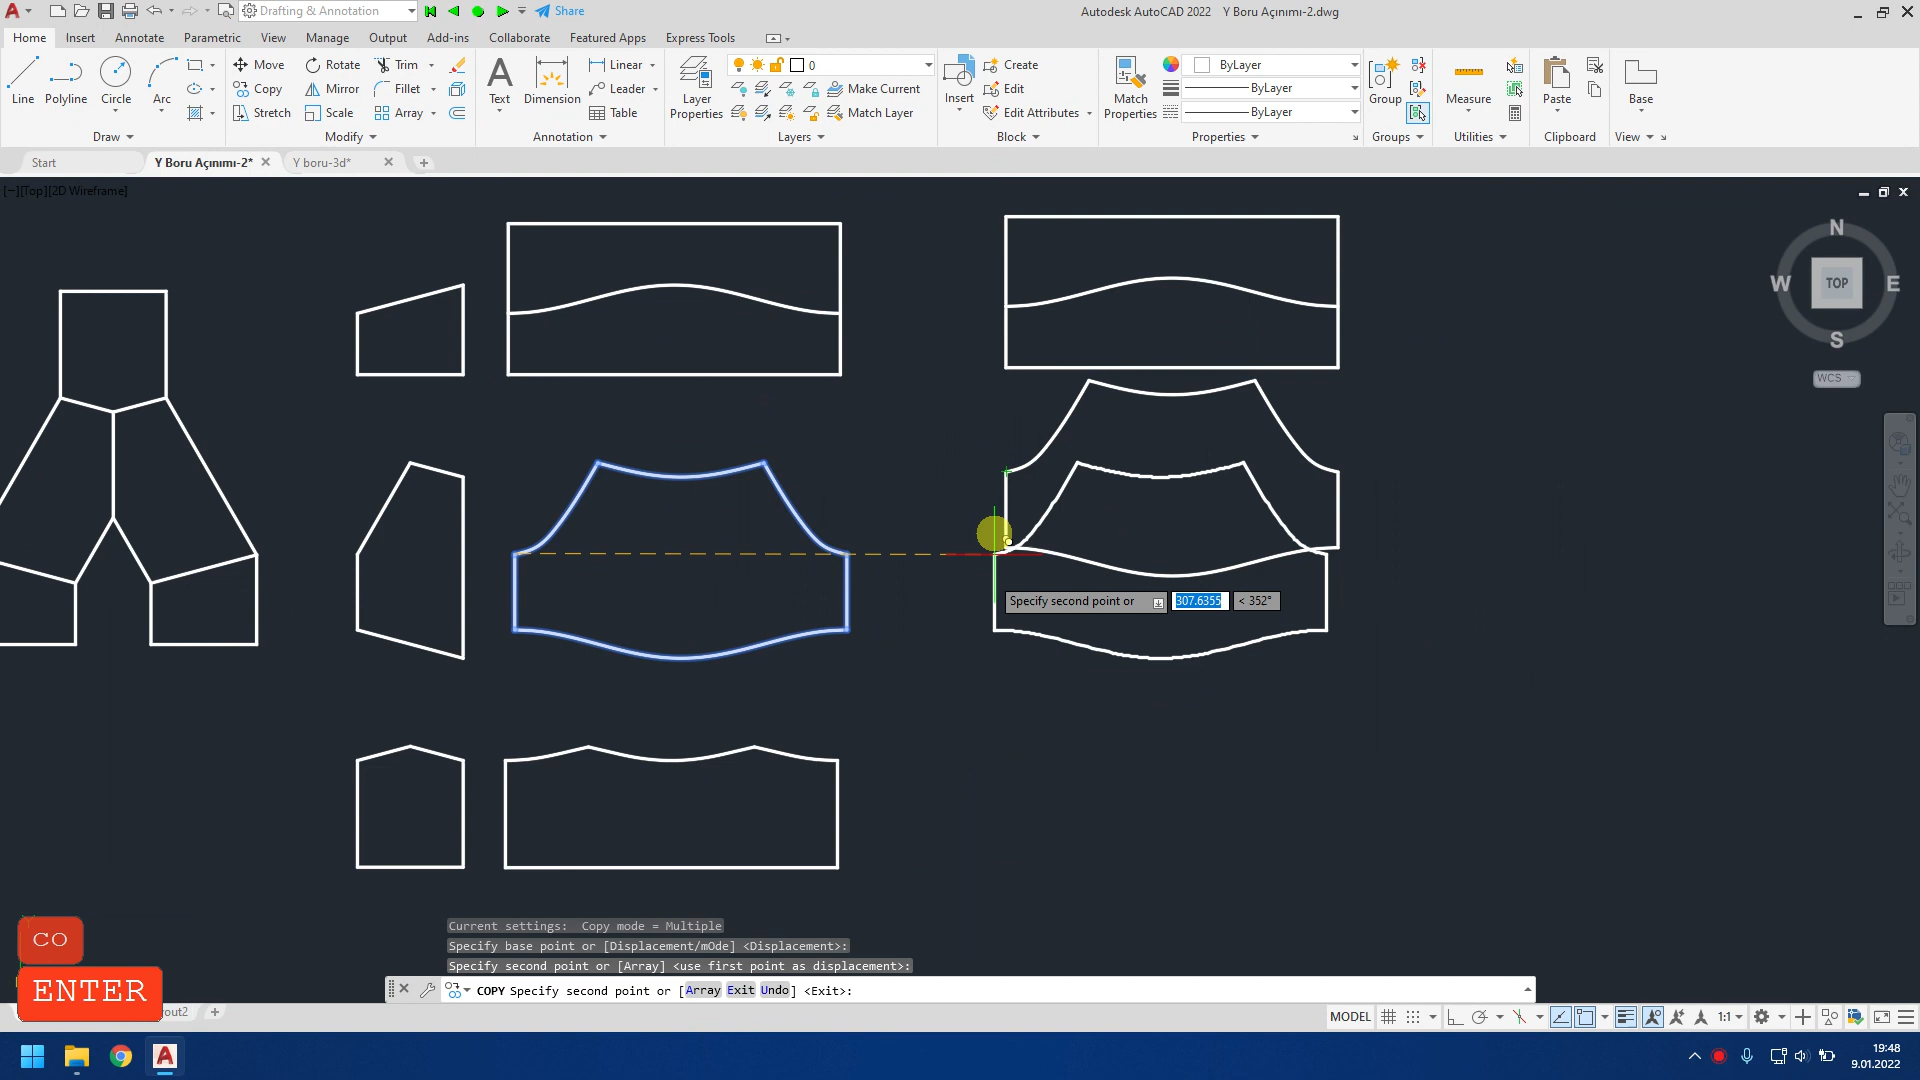 Drafting & Annotation
Share
Autodesk AutoCAD 2022 Y Boru Açınımı-2.dwg
Home Insert Annotate Parametric View Manage Output Add-ins Collaborate Featured Apps Express Tools
Line
Polyline
Circle
Arc
Move
Rotate
Trim
Copy
Mirror
Fillet
Stretch
Scale
Array
Text
Dimension
Linear
Leader
Table
Layer
Properties
0
Make Current
Match Layer
Insert
Create
Edit
Edit Attributes
Match
Properties
ByLayer
ByLayer
ByLayer
Group
Measure
Paste
Base
Draw Modify Annotation Layers Block Properties Groups Utilities Clipboard View
Start Y Boru Açınımı-2* Y boru-3d*
[−][Top][2D Wireframe]
N
W TOP E
S
WCS
Specify second point or 307.6355 < 352°
Current settings: Copy mode = Multiple
Specify base point or [Displacement/mOde] <Displacement>:
Specify second point or [Array] <use first point as displacement>:
COPY Specify second point or [Array Exit Undo] <Exit>:
CO
ENTER
out2
MODEL 1:1
19:48
9.01.2022